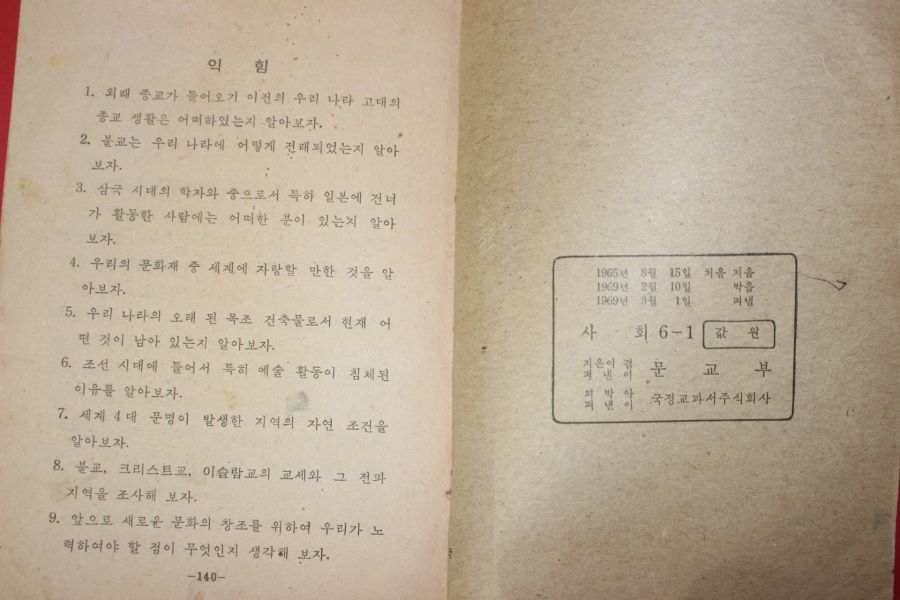 익 힘
1. 외래 종교가 들어오기 이전의 우리 나라 고대의
종교 생활은 어떠하였는지 알아보자.
2. 불교는 우리 나라에 어떻게 전래되었는지 알아
보자.
3. 삼국 시대의 학자와 중으로서 특히 일본에 건너
가 활동한 사람에는 어떠한 분이 있는지 알아
보자.
4. 우리의 문화재 중 세계에 자랑할 만한 것을 알
아보자.
5. 우리 나라의 오래 된 목조 건축물로서 현재 어
떤 것이 남아 있는지 알아보자.
6. 조선 시대에 들어서 특히 예술 활동이 침체된
이유를 알아보자.
7. 세계 4대 문명이 발생한 지역의 자연 조건을
알아보자.
8. 불교, 크리스트교, 이슬람교의 교세와 그 전파
지역을 조사해 보자.
9. 앞으로 새로운 문화의 창조를 위하여 우리가 노
력하여야 할 점이 무엇인지 생각해 보자.
-140-
1965년 8월 15일 처음 지음
1969년 2월 10일 박음
1969년 3월 1일 펴냄
사 회 6-1 값 원
지은이 겸
펴낸이 문교부
되박아
펴낸이 국정교과서주식회사